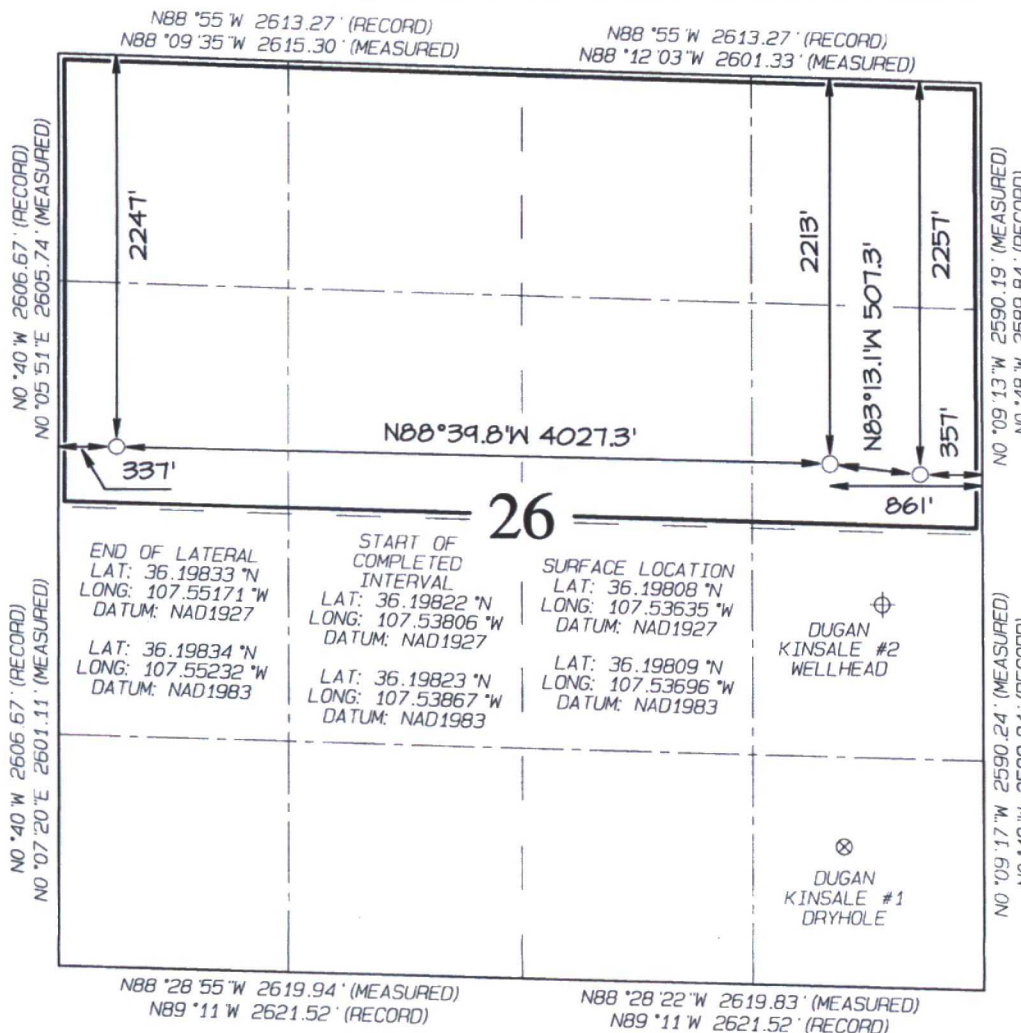 N88°55'W 2613.27' (RECORD)
N88°09'35"W 2615.30' (MEASURED)
N88°55'W 2613.27' (RECORD)
N88°12'03"W 2601.33' (MEASURED)
N0°40'W 2606.67' (RECORD)
N0°05'51"E 2605.74' (MEASURED)
2247'
2213'
N83°13.1'W 507.3'
2257'
N0°09'13"W 2590.19' (MEASURED)
N88°39.8'W 4027.3'
337'
357'
861'
26
END OF LATERAL
LAT: 36.19833 °N
LONG: 107.55171 °W
DATUM: NAD1927
LAT: 36.19834 °N
LONG: 107.55232 °W
DATUM: NAD1983
START OF
COMPLETED
INTERVAL
LAT: 36.19822 °N
LONG: 107.53806 °W
DATUM: NAD1927
LAT: 36.19823 °N
LONG: 107.53867 °W
DATUM: NAD1983
SURFACE LOCATION
LAT: 36.19808 °N
LONG: 107.53635 °W
DATUM: NAD1927
LAT: 36.19809 °N
LONG: 107.53696 °W
DATUM: NAD1983
DUGAN
KINSALE #2
WELLHEAD
N0°40'W 2606.67' (RECORD)
N0°07'20"E 2601.11' (MEASURED)
N0°09'17"W 2590.24' (MEASURED)
DUGAN
KINSALE #1
DRYHOLE
N88°28'55"W 2619.94' (MEASURED)
N89°11'W 2621.52' (RECORD)
N88°28'22"W 2619.83' (MEASURED)
N89°11'W 2621.52' (RECORD)